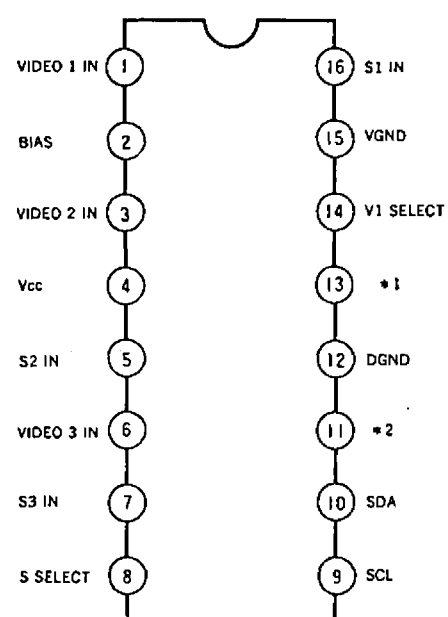 VIDEO 1 IN 1 16 S1 IN
BIAS 2 15 VGND
VIDEO 2 IN 3 14 V1 SELECT
Vcc 4 13 *1
S2 IN 5 12 DGND
VIDEO 3 IN 6 11 *2
S3 IN 7 10 SDA
S SELECT 8 9 SCL